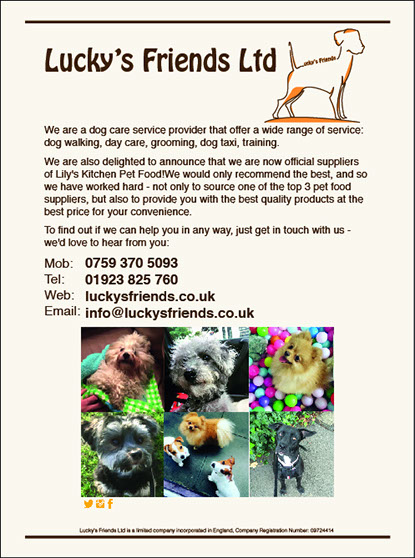 Lucky's Friends Ltd
Lucky's Friends
We are a dog care service provider that offer a wide range of service:
dog walking, day care, grooming, dog taxi, training.
We are also delighted to announce that we are now official suppliers
of Lily's Kitchen Pet Food!We would only recommend the best, and so
we have worked hard - not only to source one of the top 3 pet food
suppliers, but also to provide you with the best quality products at the
best price for your convenience.
To find out if we can help you in any way, just get in touch with us -
we'd love to hear from you:
Mob: 0759 370 5093
Tel: 01923 825 760
Web: luckysfriends.co.uk
Email: info@luckysfriends.co.uk
Lucky's Friends Ltd is a limited company incorporated in England, Company Registration Number: 09724414